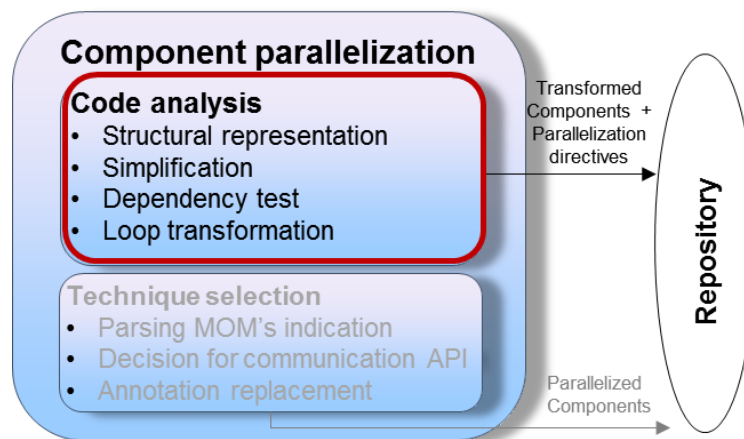 Component parallelization
Code analysis
• Structural representation
• Simplification
• Dependency test
• Loop transformation
Technique selection
• Parsing MOM's indication
• Decision for communication API
• Annotation replacement
Transformed
Components +
Parallelization
directives
Parallelized
Components
Repository